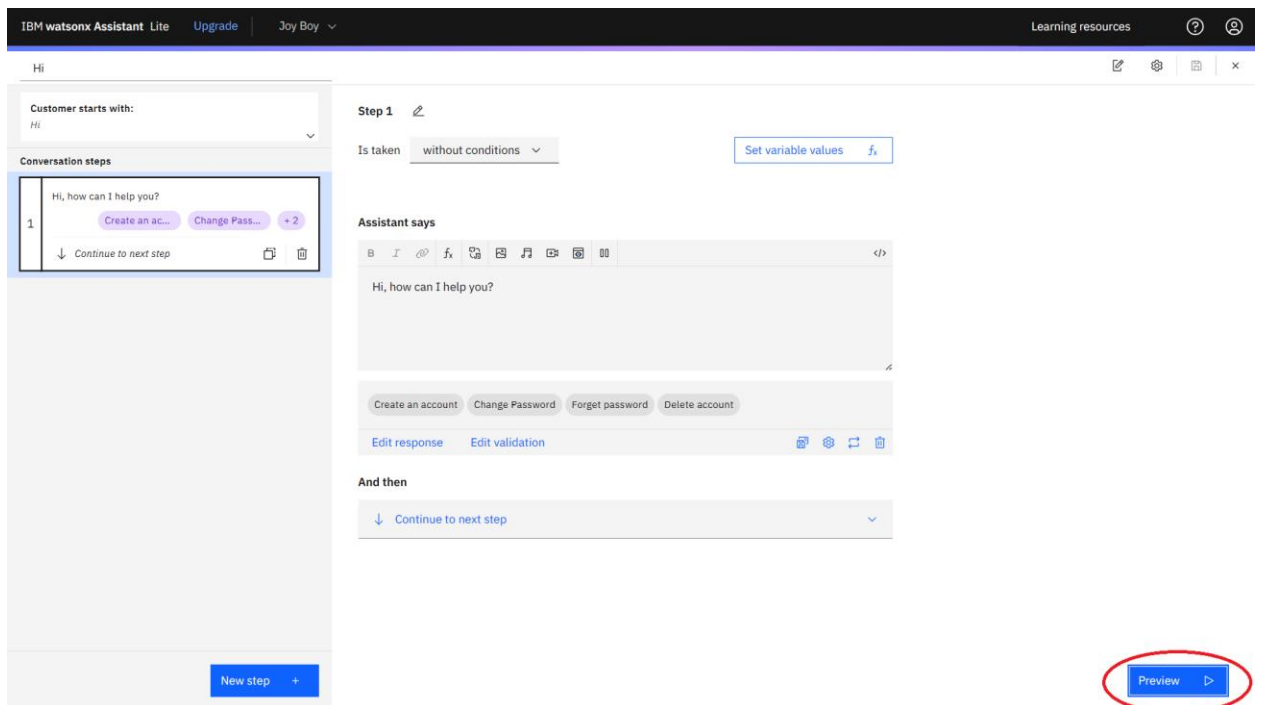 IBM watsonx Assistant Lite Upgrade Joy Boy Learning resources
Hi
Customer starts with:
Hi
Conversation steps
1
Hi, how can I help you?
Create an ac... Change Pass... + 2
Continue to next step
New step +
Step 1
Is taken without conditions Set variable values fx
Assistant says
B I fx </>
Hi, how can I help you?
Create an account Change Password Forget password Delete account
Edit response Edit validation
And then
Continue to next step
Preview